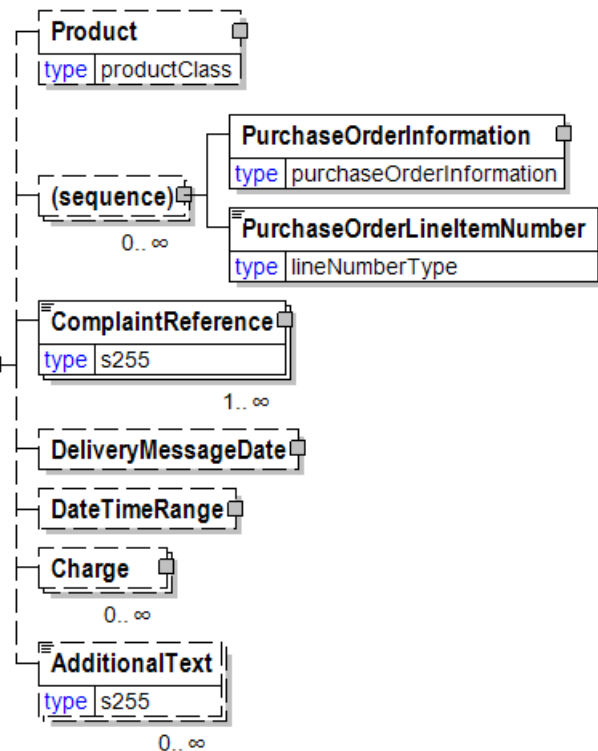 Product
type productClass
PurchaseOrderInformation
type purchaseOrderInformation
(sequence)
0.. ∞
PurchaseOrderLineItemNumber
type lineNumberType
ComplaintReference
type s255
1.. ∞
DeliveryMessageDate
DateTimeRange
Charge
0.. ∞
AdditionalText
type s255
0.. ∞